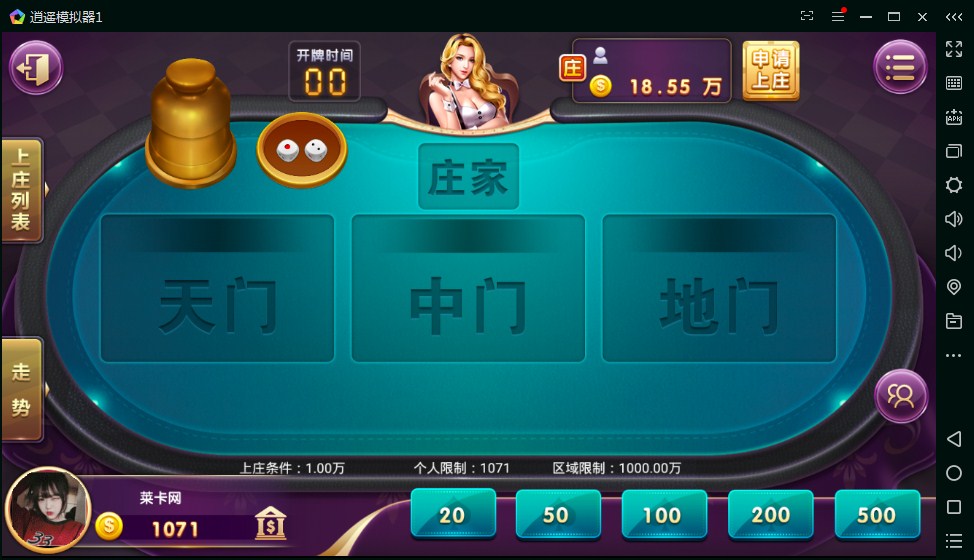 逍遥模拟器1
开牌时间
00
庄
18.55 万
申请
上庄
上庄列表
庄家
天门
中门
地门
走势
上庄条件：1.00万
个人限制：1071
区域限制：1000.00万
莱卡网
1071
20
50
100
200
500
APK